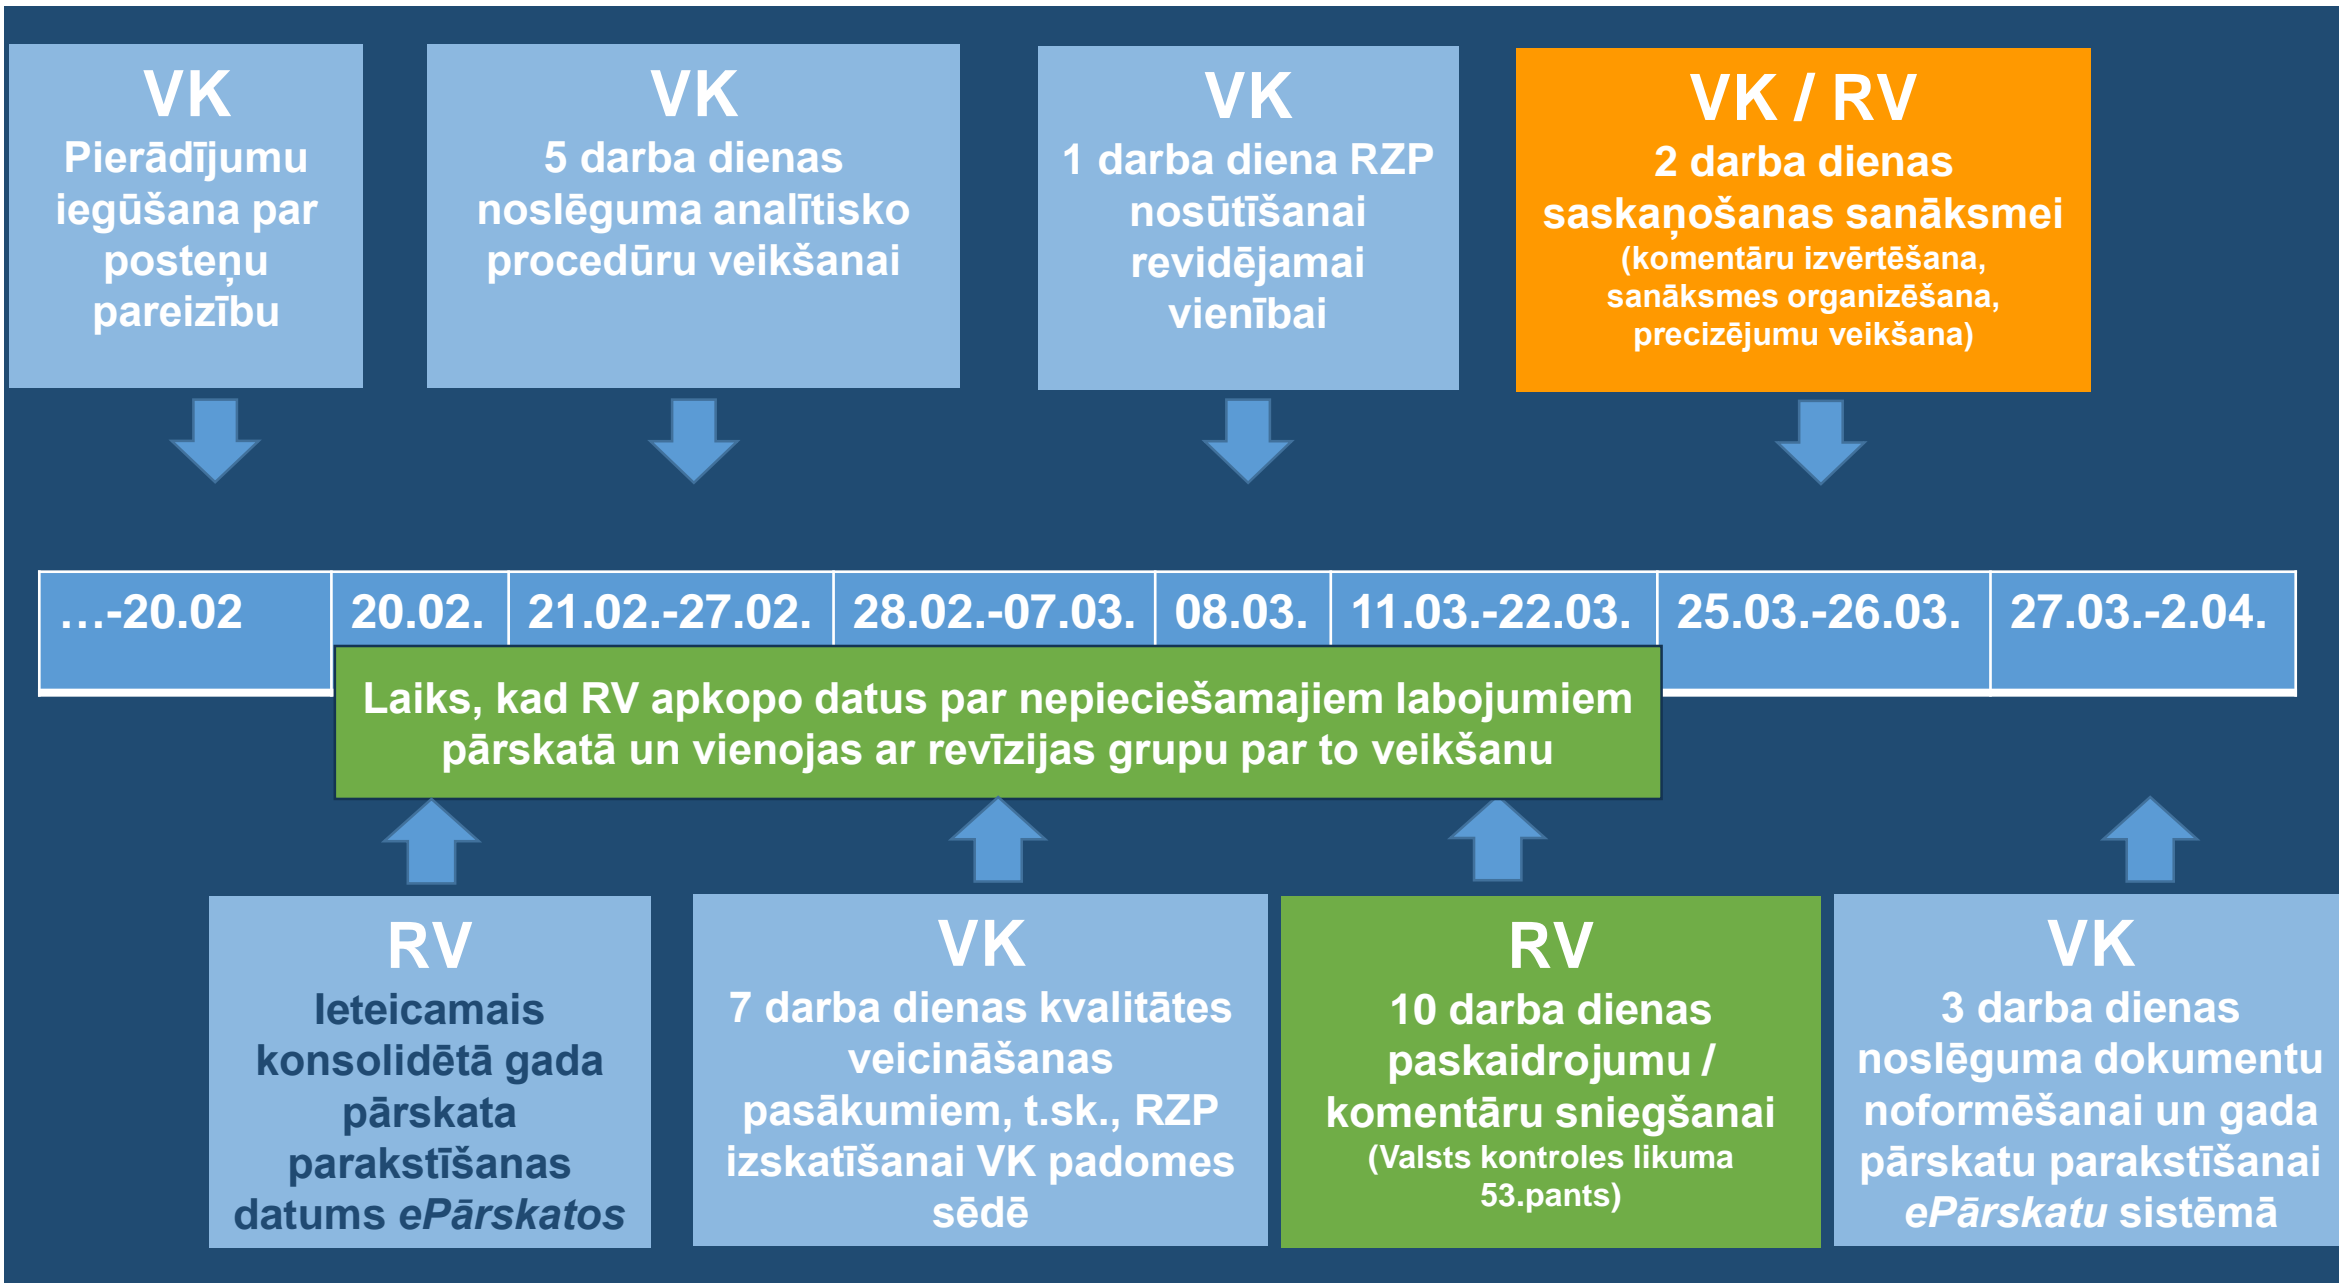 VK
Pierādījumu
iegūšana par
posteņu
pareizību
VK
5 darba dienas
noslēguma analītisko
procedūru veikšanai
VK
1 darba diena RZP
nosūtīšanai
revidējamai
vienībai
VK / RV
2 darba dienas
saskaņošanas sanāksmei
(komentāru izvērtēšana,
sanāksmes organizēšana,
precizējumu veikšana)
...-20.02
20.02.
21.02.-27.02.
28.02.-07.03.
08.03.
11.03.-22.03.
25.03.-26.03.
27.03.-2.04.
Laiks, kad RV apkopo datus par nepieciešamajiem labojumiem
pārskatā un vienojas ar revīzijas grupu par to veikšanu
RV
Ieteicamais
konsolidētā gada
pārskata
parakstīšanas
datums ePārskatos
VK
7 darba dienas kvalitātes
veicināšanas
pasākumiem, t.sk., RZP
izskatīšanai VK padomes
sēdē
RV
10 darba dienas
paskaidrojumu /
komentāru sniegšanai
(Valsts kontroles likuma
53.pants)
VK
3 darba dienas
noslēguma dokumentu
noformēšanai un gada
pārskatu parakstīšanai
ePārskatu sistēmā